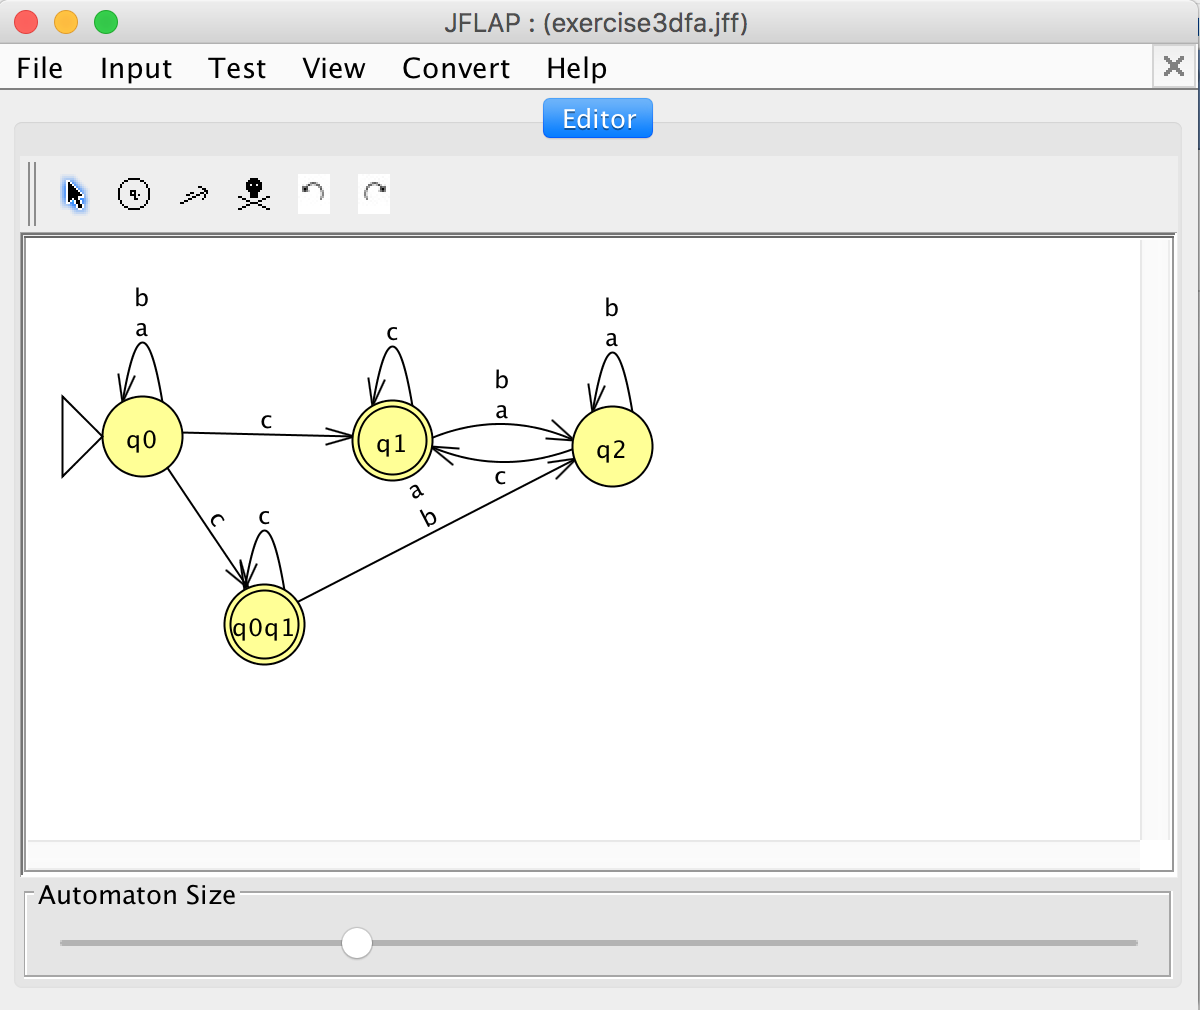 JFLAP : (exercise3dfa.jff)
File Input Test View Convert Help
Editor
q
b
a
q0
c
c
q1
b
a
c
b
a
q2
c
a
b
c
q0q1
Automaton Size